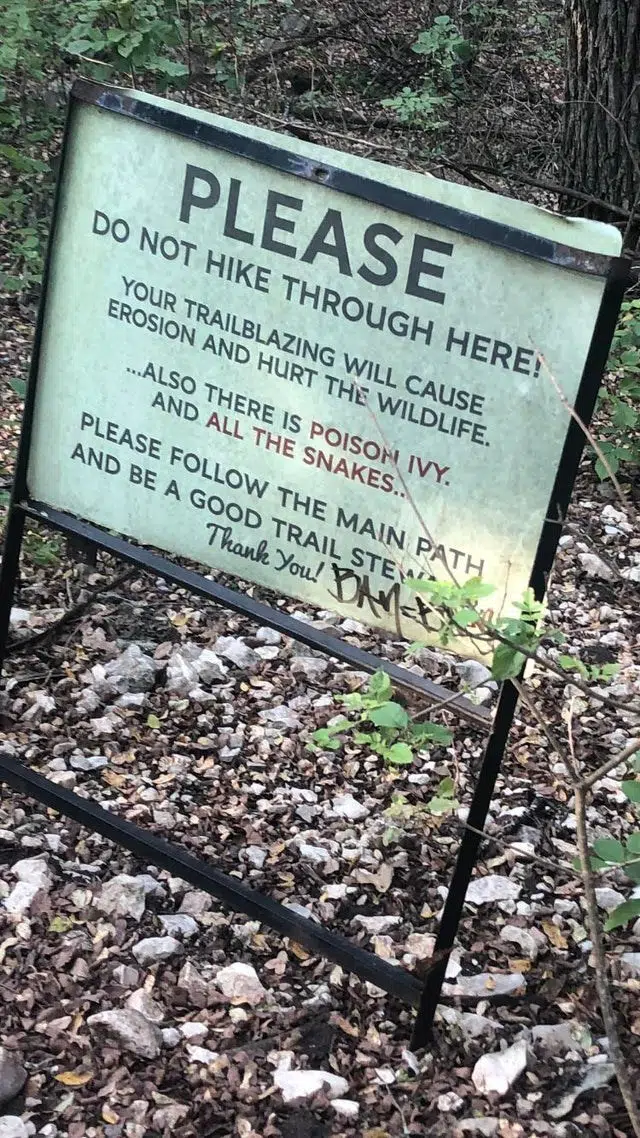 PLEASE
DO NOT HIKE THROUGH HERE!
YOUR TRAILBLAZING WILL CAUSE
EROSION AND HURT THE WILDLIFE.
...ALSO THERE IS POISON IVY.
AND ALL THE SNAKES..
PLEASE FOLLOW THE MAIN PATH
AND BE A GOOD TRAIL
Thank You!